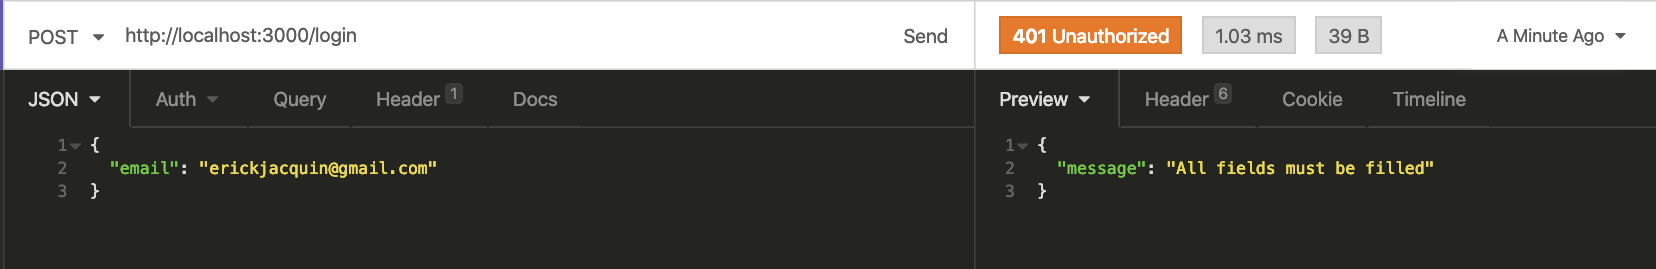 POST http://localhost:3000/login Send 401 Unauthorized 1.03 ms 39 B A Minute Ago
JSON Auth Query Header 1 Docs Preview Header 6 Cookie Timeline
1 {
2 "email": "erickjacquin@gmail.com"
3 }
1 {
2 "message": "All fields must be filled"
3 }